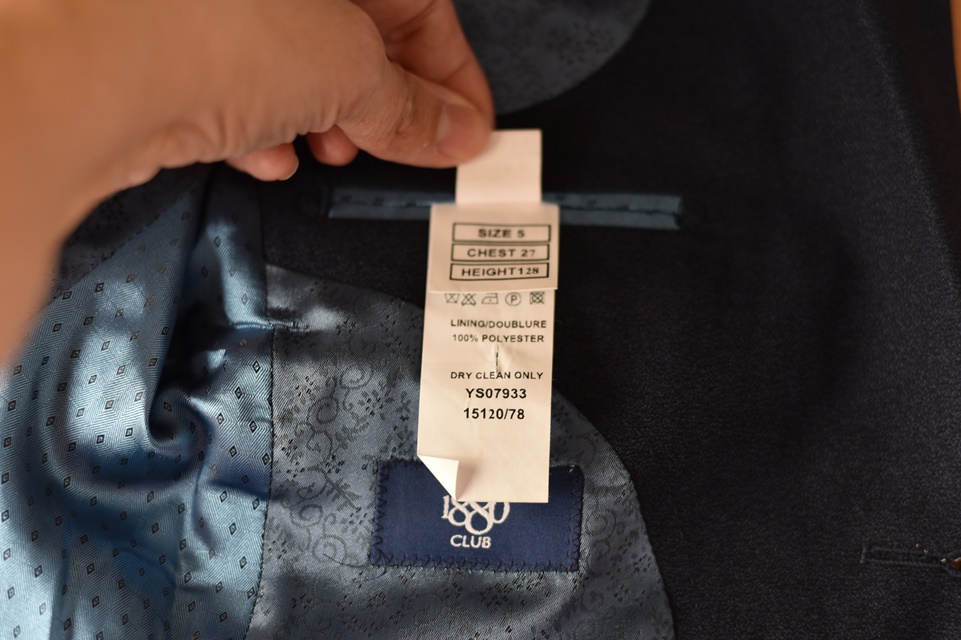 SIZE 5
CHEST 27
HEIGHT 128
P
LINING/DOUBLURE
100% POLYESTER
DRY CLEAN ONLY
YS07933
15120/78
1880
CLUB